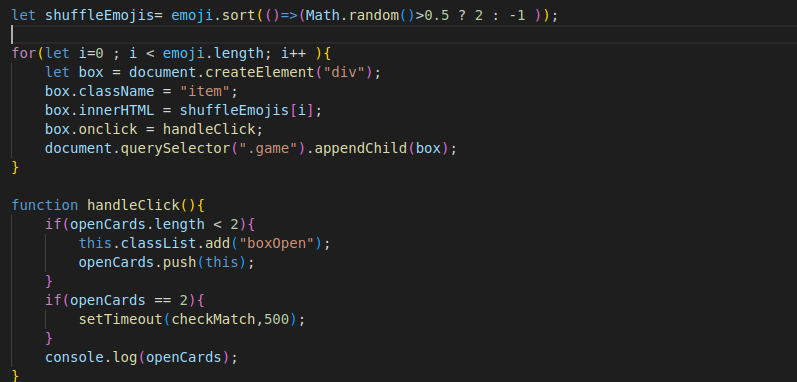 let shuffleEmojis= emoji.sort(()=>(Math.random()>0.5 ? 2 : -1 ));
for(let i=0 ; i < emoji.length; i++ ){
let box = document.createElement("div");
box.className = "item";
box.innerHTML = shuffleEmojis[i];
box.onclick = handleClick;
document.querySelector(".game").appendChild(box);
}
function handleClick(){
if(openCards.length < 2){
this.classList.add("boxOpen");
openCards.push(this);
}
if(openCards == 2){
setTimeout(checkMatch,500);
}
console.log(openCards);
}